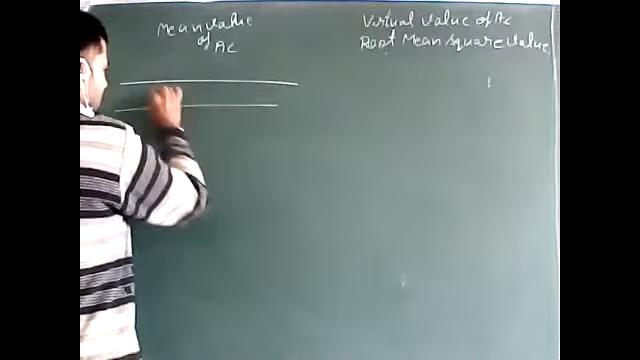 Mean value
of
Ac
Virtual value of Ac
Root Mean Square value